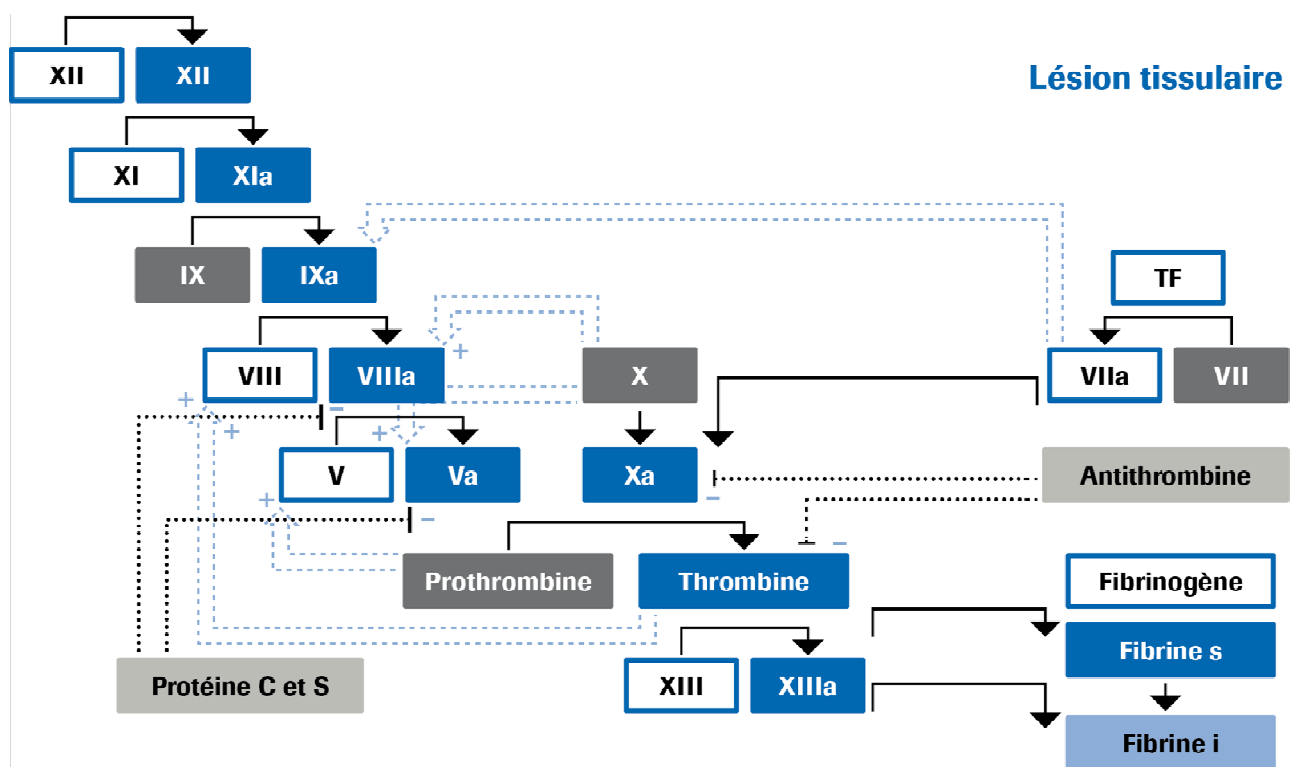 XII
XII
Lésion tissulaire
XI
XIa
IX
IXa
TF
VIII
VIIIa
+
X
VIIa
VII
+
–
+
+
V
Va
Xa
Antithrombine
–
+
–
–
Prothrombine
Thrombine
Fibrinogène
Fibrine s
Protéine C et S
XIII
XIIIa
Fibrine i